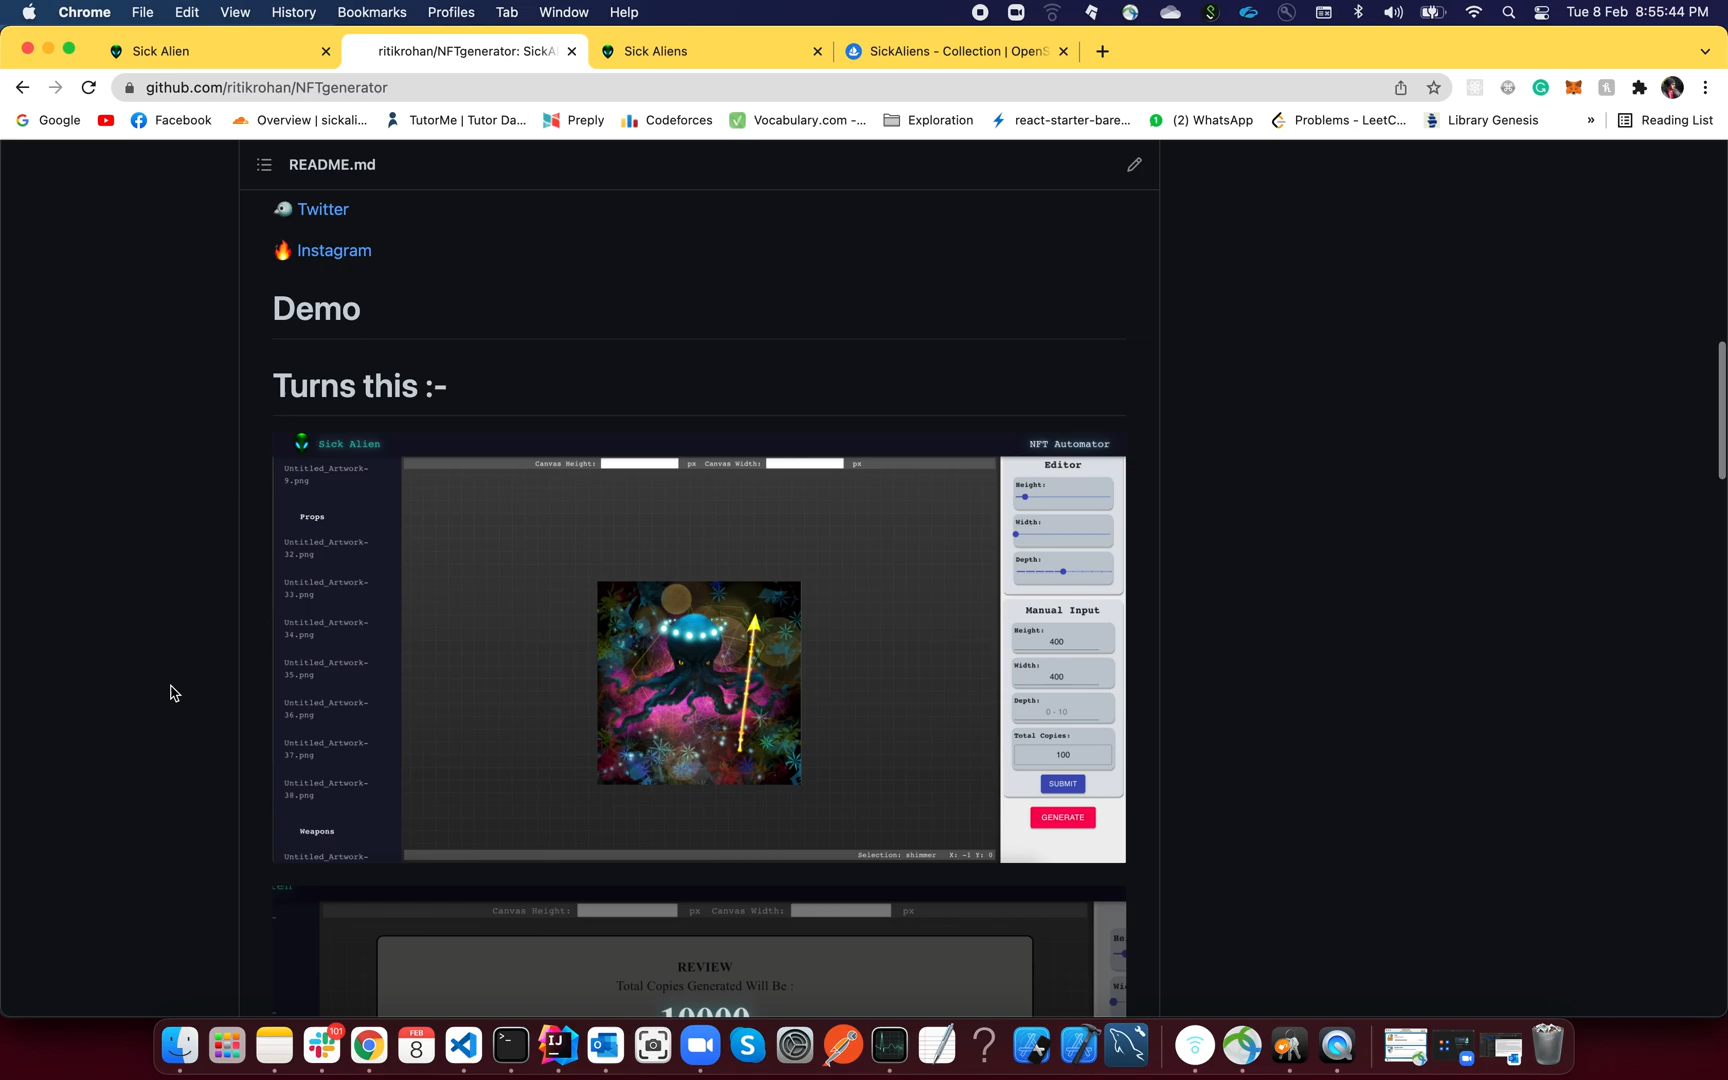 Chrome File Edit View History Bookmarks Profiles Tab Window Help Tue 8 Feb 8:55:44 PM
Sick Alien ritikrohan/NFTgenerator: SickA Sick Aliens SickAliens - Collection | OpenS
github.com/ritikrohan/NFTgenerator
Google Facebook Overview | sickali... TutorMe | Tutor Da... Preply Codeforces Vocabulary.com -... Exploration react-starter-bare... (2) WhatsApp Problems - LeetC... Library Genesis » Reading List
README.md
Twitter
Instagram
Demo
Turns this :-
Sick Alien NFT Automator
Canvas Height: px Canvas Width: px
Untitled_Artwork-
9.png
Props
Untitled_Artwork-
32.png
Untitled_Artwork-
33.png
Untitled_Artwork-
34.png
Untitled_Artwork-
35.png
Untitled_Artwork-
36.png
Untitled_Artwork-
37.png
Untitled_Artwork-
38.png
Weapons
Untitled_Artwork-
Editor
Height:
Width:
Depth:
Manual Input
Height:
400
Width:
400
Depth:
0 - 10
Total Copies:
100
SUBMIT
GENERATE
Selection: shimmer X: -1 Y: 0
Canvas Height: px Canvas Width: px
REVIEW
Total Copies Generated Will Be :
10000
101
FEB
8